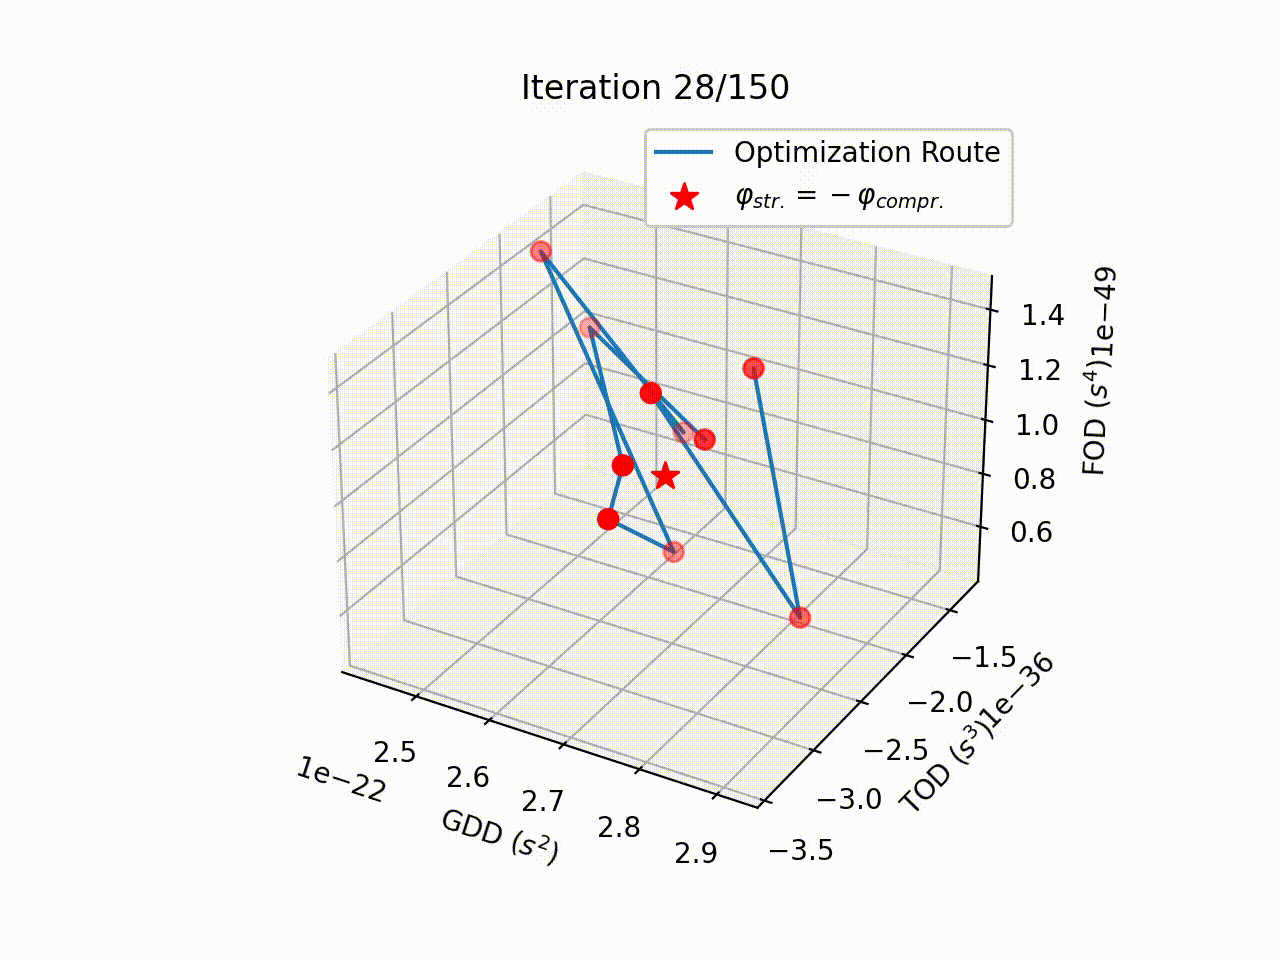 Iteration 28/150
Optimization Route
φstr. = −φcompr.
1.4
1.2
1.0
0.8
0.6
FOD (s⁴)1e−49
−1.5
−2.0
−2.5
−3.0
−3.5
TOD (s³)1e−36
2.5
2.6
2.7
2.8
2.9
1e−22
GDD (s²)